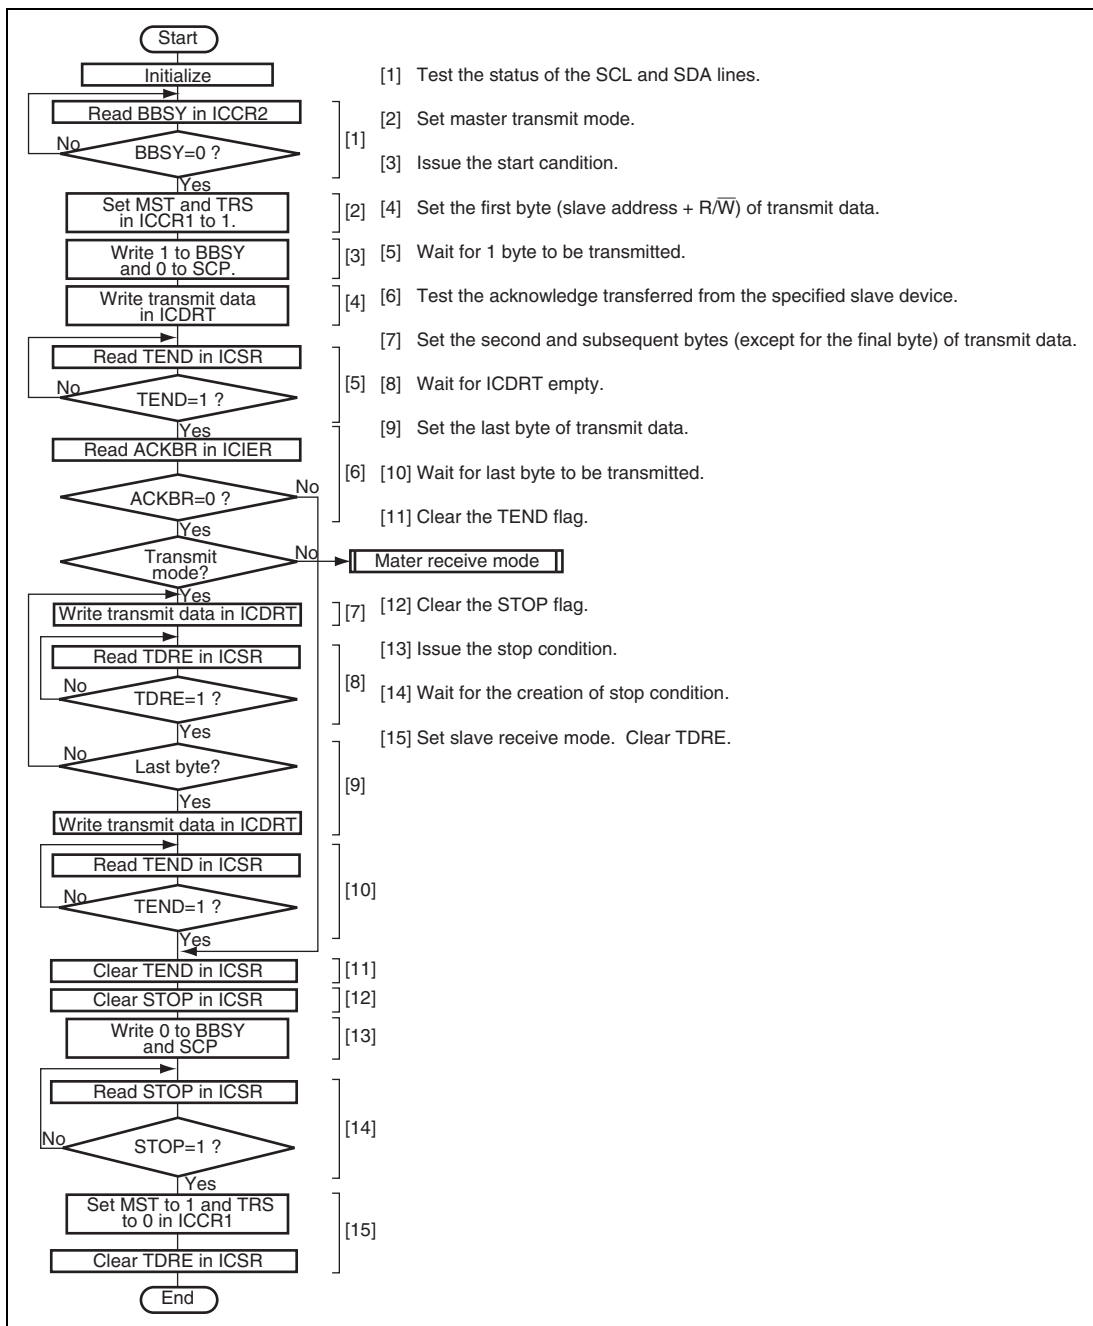 Start
Initialize
Read BBSY in ICCR2
No
BBSY=0 ?
[1]
Yes
Set MST and TRS
in ICCR1 to 1.
[2]
Write 1 to BBSY
and 0 to SCP.
[3]
Write transmit data
in ICDRT
[4]
Read TEND in ICSR
No
TEND=1 ?
[5]
Yes
Read ACKBR in ICIER
[6]
No
ACKBR=0 ?
Yes
Transmit
mode?
No
Mater receive mode
Yes
Write transmit data in ICDRT
[7]
Read TDRE in ICSR
No
TDRE=1 ?
[8]
Yes
No
Last byte?
[9]
Yes
Write transmit data in ICDRT
Read TEND in ICSR
No
TEND=1 ?
[10]
Yes
Clear TEND in ICSR
[11]
Clear STOP in ICSR
[12]
Write 0 to BBSY
and SCP
[13]
Read STOP in ICSR
No
STOP=1 ?
[14]
Yes
Set MST to 1 and TRS
to 0 in ICCR1
[15]
Clear TDRE in ICSR
End
[1] Test the status of the SCL and SDA lines.
[2] Set master transmit mode.
[3] Issue the start candition.
[4] Set the first byte (slave address + R/W̅) of transmit data.
[5] Wait for 1 byte to be transmitted.
[6] Test the acknowledge transferred from the specified slave device.
[7] Set the second and subsequent bytes (except for the final byte) of transmit data.
[8] Wait for ICDRT empty.
[9] Set the last byte of transmit data.
[10] Wait for last byte to be transmitted.
[11] Clear the TEND flag.
[12] Clear the STOP flag.
[13] Issue the stop condition.
[14] Wait for the creation of stop condition.
[15] Set slave receive mode. Clear TDRE.